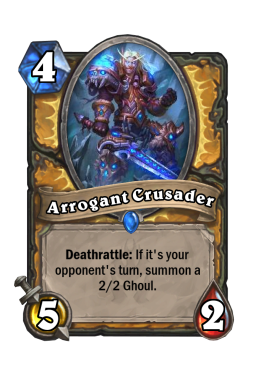 4
Arrogant Crusader
Deathrattle: If it's your
opponent's turn, summon a
2/2 Ghoul.
5
2